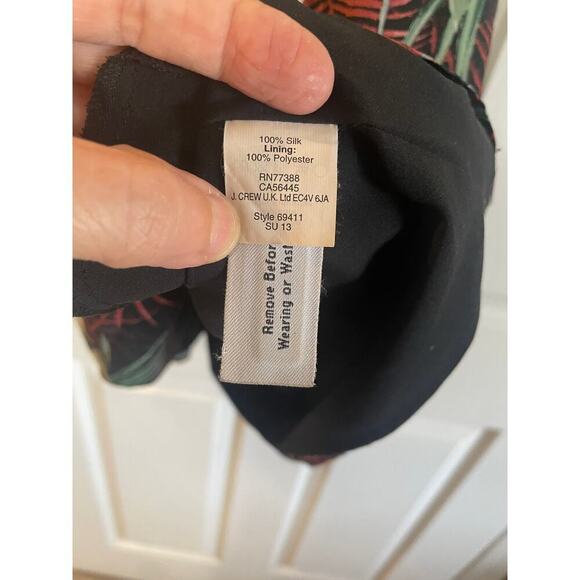 100% Silk
Lining:
100% Polyester
RN77388
CA56445
J. CREW U.K. Ltd EC4V 6JA
Style 69411
SU 13
Remove Before
Wearing or Wash